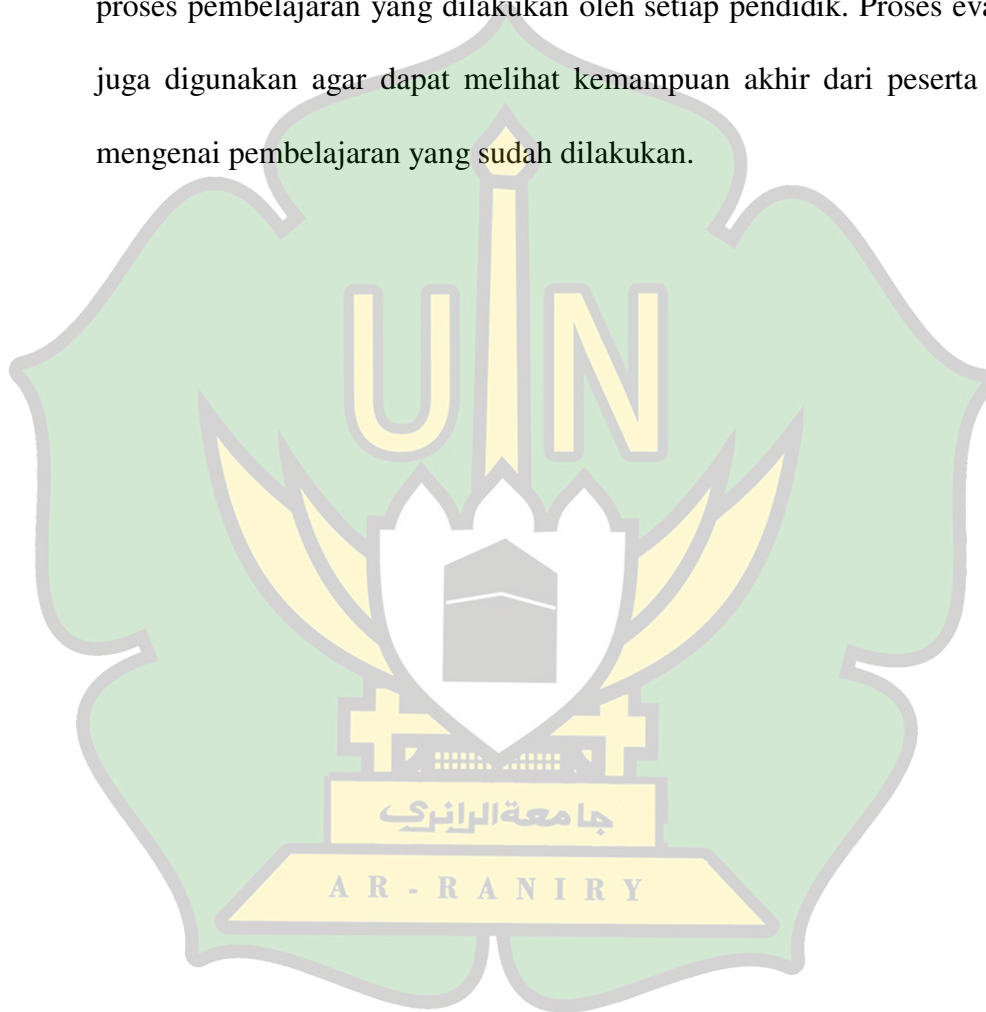 proses pembelajaran yang dilakukan oleh setiap pendidik. Proses eva
juga digunakan agar dapat melihat kemampuan akhir dari peserta
mengenai pembelajaran yang sudah dilakukan.
UIN
جامعةالرانري
AR-RANIRY